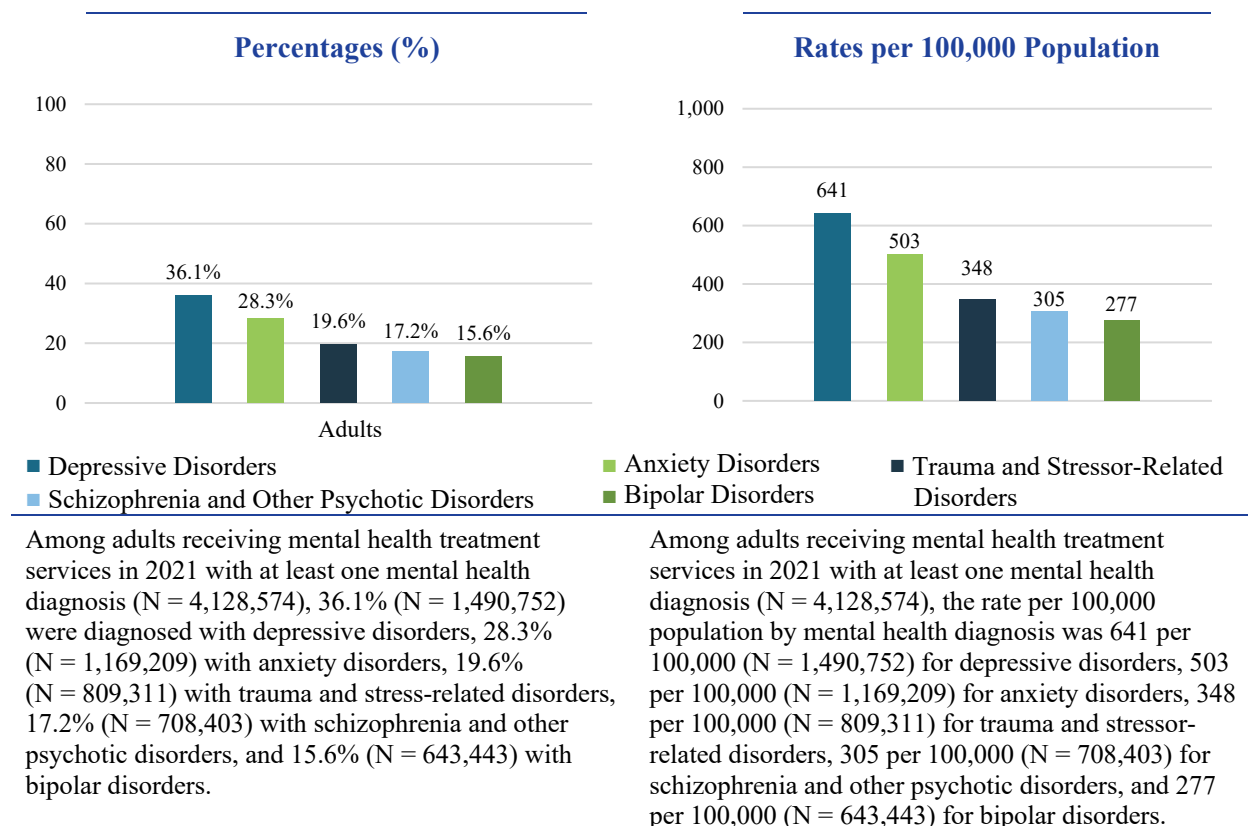 Percentages (%)
100
80
60
40
20
0
36.1%
28.3%
19.6%
17.2%
15.6%
Adults
Rates per 100,000 Population
1,000
800
600
400
200
0
641
503
348
305
277
Depressive Disorders
Anxiety Disorders
Trauma and Stressor-Related
Disorders
Schizophrenia and Other Psychotic Disorders
Bipolar Disorders
Among adults receiving mental health treatment
services in 2021 with at least one mental health
diagnosis (N = 4,128,574), 36.1% (N = 1,490,752)
were diagnosed with depressive disorders, 28.3%
(N = 1,169,209) with anxiety disorders, 19.6%
(N = 809,311) with trauma and stress-related disorders,
17.2% (N = 708,403) with schizophrenia and other
psychotic disorders, and 15.6% (N = 643,443) with
bipolar disorders.
Among adults receiving mental health treatment
services in 2021 with at least one mental health
diagnosis (N = 4,128,574), the rate per 100,000
population by mental health diagnosis was 641 per
100,000 (N = 1,490,752) for depressive disorders, 503
per 100,000 (N = 1,169,209) for anxiety disorders, 348
per 100,000 (N = 809,311) for trauma and stressor-
related disorders, 305 per 100,000 (N = 708,403) for
schizophrenia and other psychotic disorders, and 277
per 100,000 (N = 643,443) for bipolar disorders.